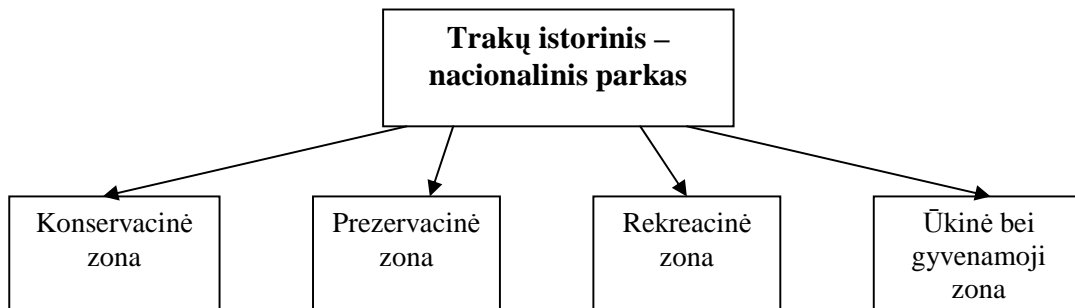 Trakų istorinis –
nacionalinis parkas
Konservacinė
zona
Prezervacinė
zona
Rekreacinė
zona
Ūkinė bei
gyvenamoji
zona